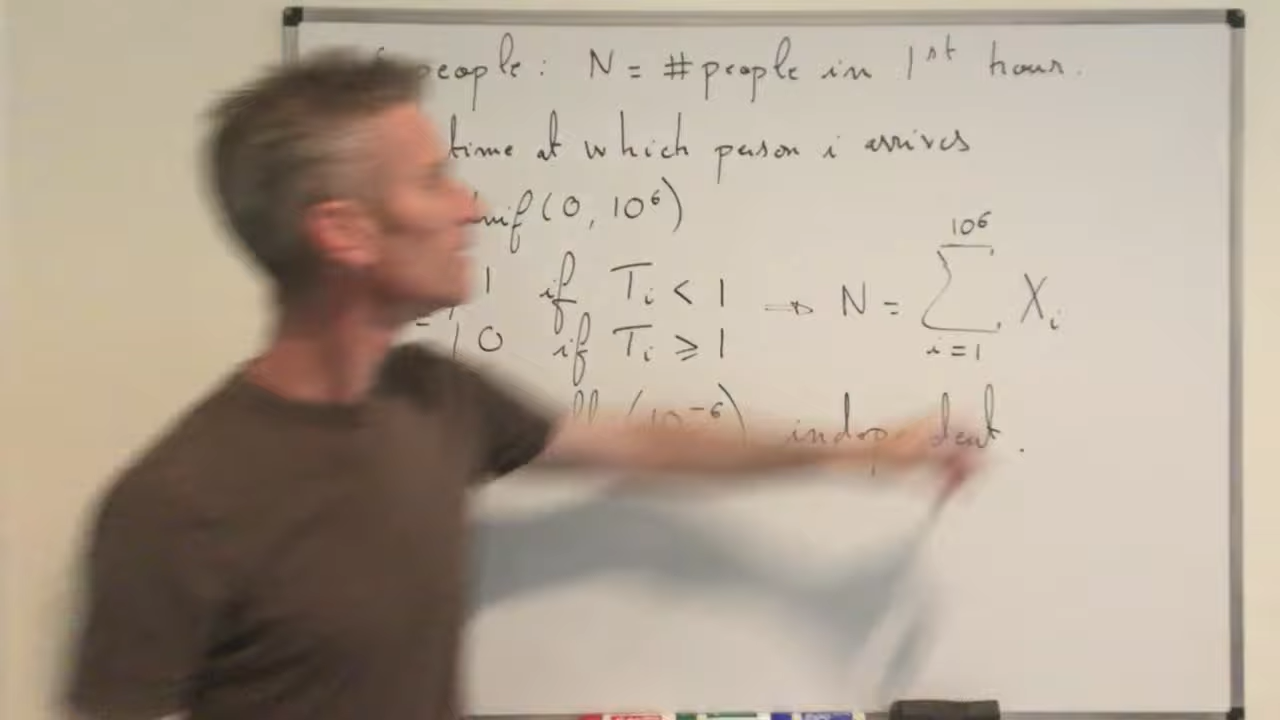 people: N = #people in 1st hour.
time at which person i arrives
unif(0, 10⁶)
1 if Tᵢ < 1 ⇒ N = ∑ᵢ₌₁^10⁶ Xᵢ
= { 0 if Tᵢ ⩾ 1
(10⁻⁶) independent.